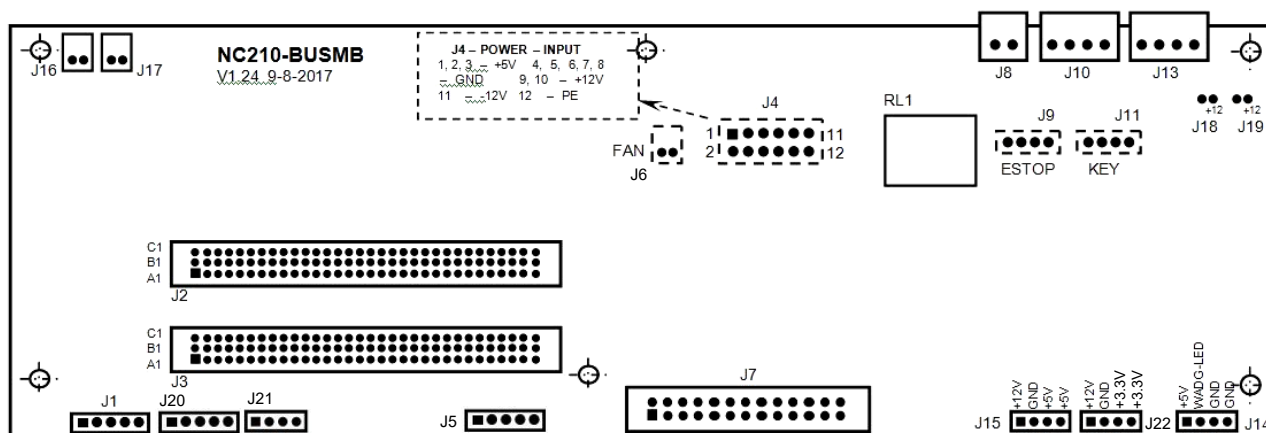 J16
J17
NC210-BUSMB
V1.24 9-8-2017
J4 – POWER – INPUT
1, 2, 3 – +5V 4, 5, 6, 7, 8
– GND 9, 10 – +12V
11 – -12V 12 – PE
J8
J10
J13
J4
1
11
2
12
FAN
J6
RL1
J9
ESTOP
J11
KEY
+12
J18
+12
J19
C1
B1
A1
J2
C1
B1
A1
J3
J1
J20
J21
J5
J7
J15
+12V
GND
+5V
+5V
+12V
GND
+3.3V
+3.3V
J22
+5V
WADG-LED
GND
GND
J14